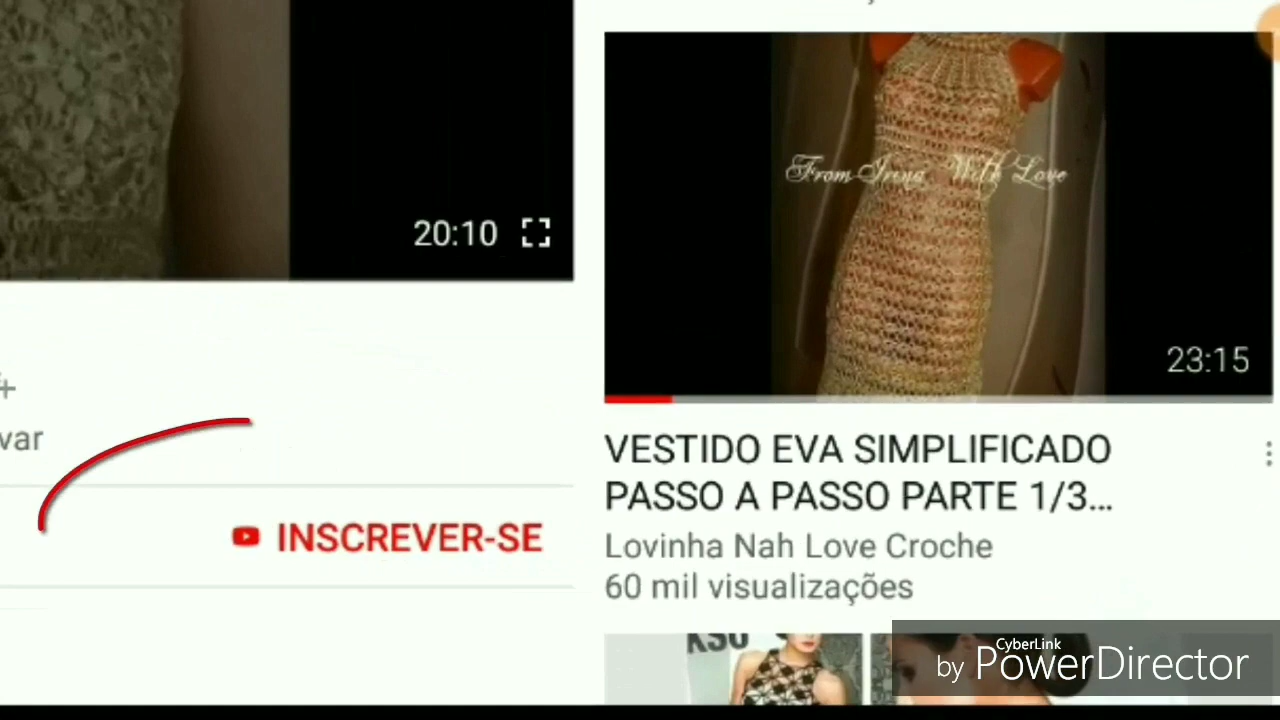 20:10
var
INSCREVER-SE
From Irina With Love
23:15
VESTIDO EVA SIMPLIFICADO
PASSO A PASSO PARTE 1/3...
Lovinha Nah Love Croche
60 mil visualizações
CyberLink
by PowerDirector